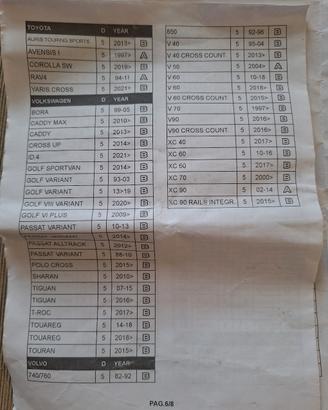 TOYOTA D YEAR
AURIS TOURING SPORTS 5 2013> B
AVENSIS I 5 1997> A
COROLLA SW 5 2019> B
RAV4 5 94-11 A
YARIS CROSS 5 2021> B
VOLKSWAGEN D YEAR
BORA 5 99-05 B
CADDY MAX 5 2010> B
CADDY 5 2013> B
CROSS UP 5 2014> B
ID.4 5 2021> B
GOLF SPORTVAN 5 2014> B
GOLF VARIANT 5 93-03 B
GOLF VARIANT 5 13>19 B
GOLF VIII VARIANT 5 2020> B
GOLF VI PLUS 5 2009> B
PASSAT VARIANT 5 10-13 B
PASSAT VARIANT 5 2014> B
PASSAT ALLTRACK 5 2012> B
PASSAT VARIANT 5 88-10 B
POLO CROSS 5 2015> B
SHARAN 5 2010> B
TIGUAN 5 07-15 B
TIGUAN 5 2016> B
T-ROC 5 2017> B
TOUAREG 5 14-18 B
TOUAREG 5 2016> B
TOURAN 5 2015> B
VOLVO D YEAR
740/760 5 82-92 B
850 5 92-96 B
V 40 5 95-04 B
V 40 CROSS COUNT. 5 2013> B
V 50 5 2004> A
V 60 5 10-18 B
V 60 5 2018> B
V 60 CROSS COUNT. 5 2015> B
V 70 5 1997> B
V90 5 2016> B
V90 CROSS COUNT 5 2016> B
XC 40 5 2017> B
XC 60 5 10-16 B
XC 60 5 2017> B
XC 70 5 2000> B
XC 90 5 02-14 A
XC 90 RAILS INTEGR. 5 2015> B
PAG.6/8